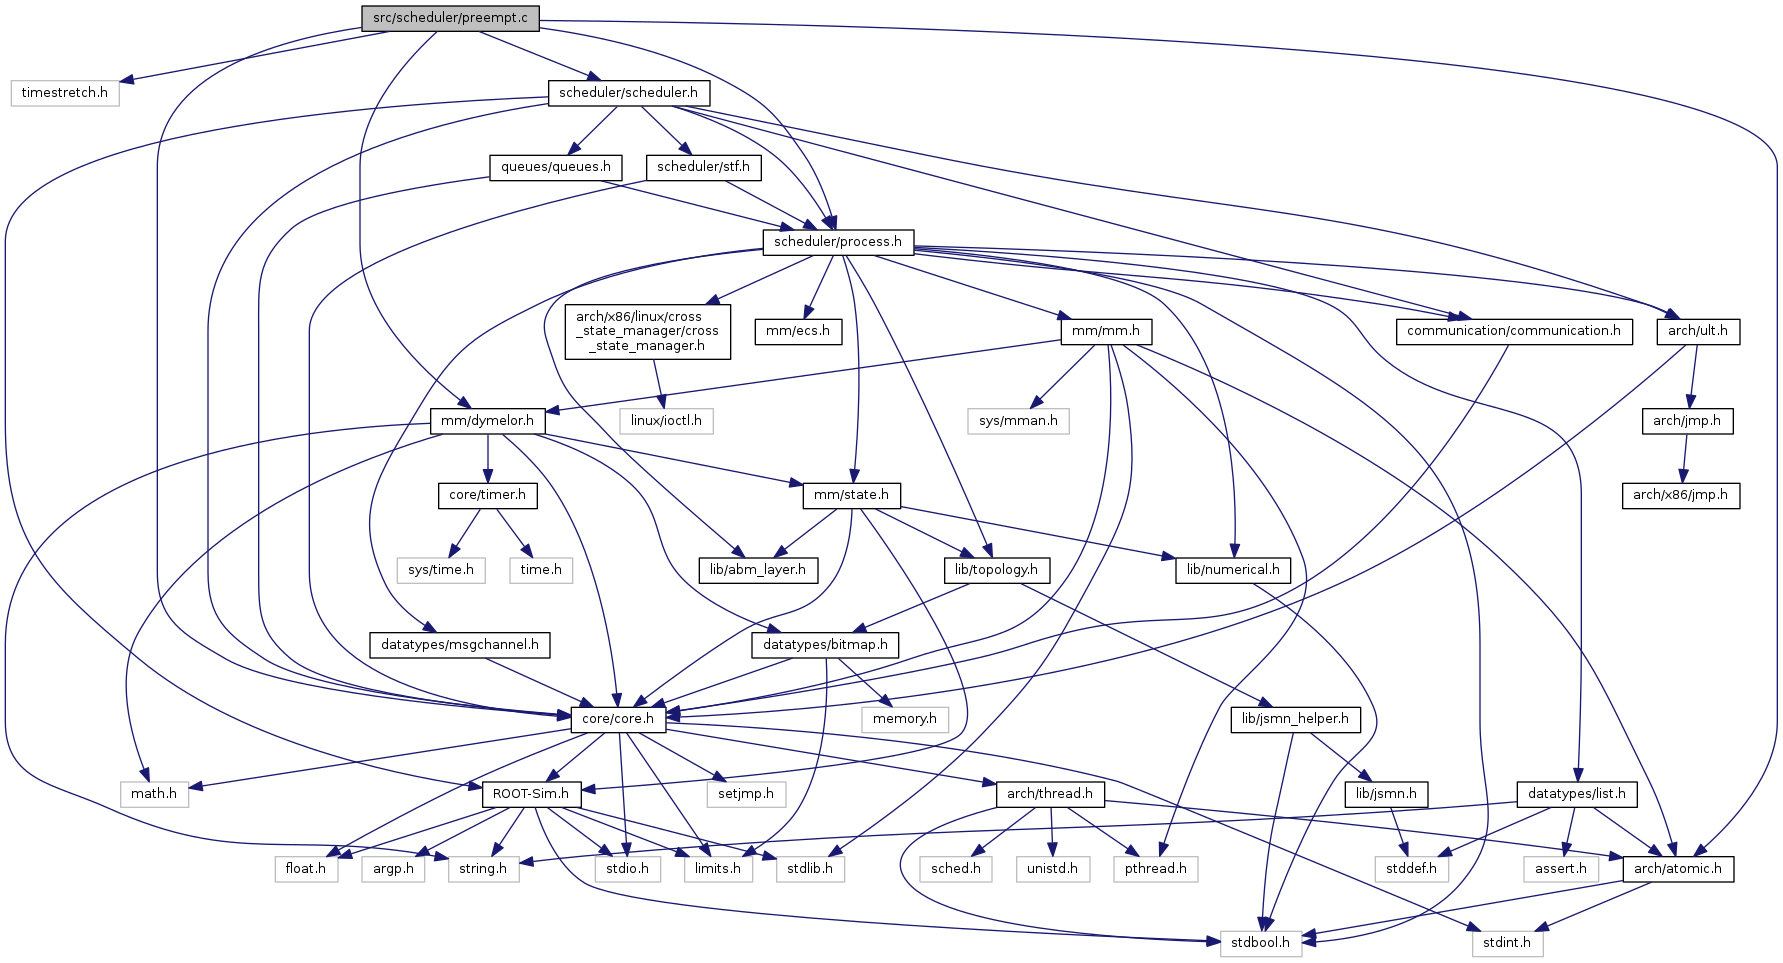 src/scheduler/preempt.c
timestretch.h
scheduler/scheduler.h
queues/queues.h
scheduler/stf.h
scheduler/process.h
arch/x86/linux/cross
_state_manager/cross
_state_manager.h
mm/ecs.h
mm/mm.h
communication/communication.h
arch/ult.h
mm/dymelor.h
linux/ioctl.h
sys/mman.h
arch/jmp.h
core/timer.h
mm/state.h
arch/x86/jmp.h
sys/time.h
time.h
lib/abm_layer.h
lib/topology.h
lib/numerical.h
datatypes/msgchannel.h
datatypes/bitmap.h
core/core.h
memory.h
lib/jsmn_helper.h
math.h
ROOT-Sim.h
setjmp.h
arch/thread.h
lib/jsmn.h
datatypes/list.h
float.h
argp.h
string.h
stdio.h
limits.h
stdlib.h
sched.h
unistd.h
pthread.h
stddef.h
assert.h
arch/atomic.h
stdbool.h
stdint.h